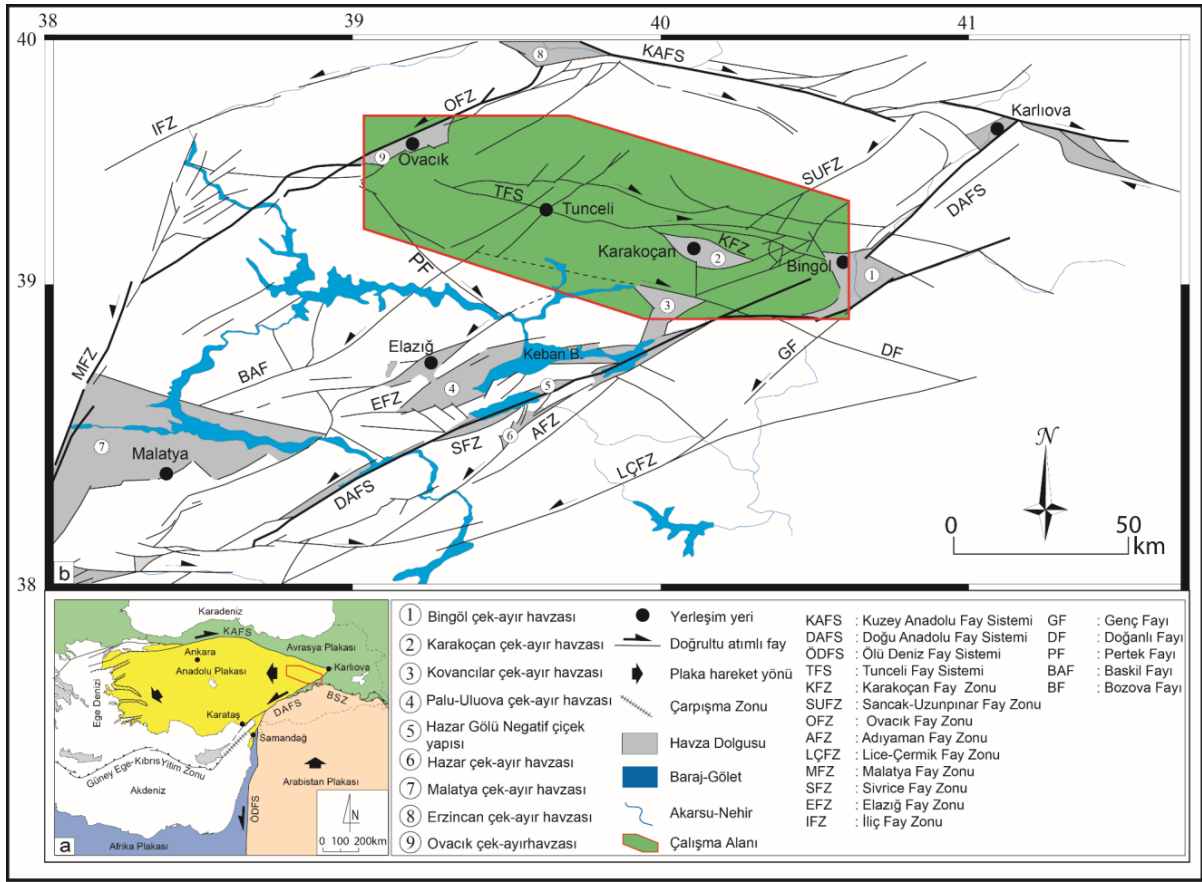 38
39
40
41
40
39
38
8
KAFS
OFZ
IFZ
Karlıova
9
Ovacık
SUFZ
DAFS
TFS
Tunceli
KFZ
Karakoçan
2
Bingöl
1
PF
3
GF
DF
MFZ
Elazığ
Keban B.
BAF
EFZ
4
5
SFZ
6
AFZ
7
Malatya
DAFS
LÇFZ
N
0 50
km
b
Karadeniz
KAFS
Ankara
Avrasya Plakası
Anadolu Plakası
Karlıova
Ege Denizi
DAFS
BSZ
Karataş
Samandağ
Güney Ege-Kıbrıs Yitim Zonu
Akdeniz
Arabistan Plakası
ÖDFS
N
0 100 200km
Afrika Plakası
a
1 Bingöl çek-ayır havzası
2 Karakoçan çek-ayır havzası
3 Kovancılar çek-ayır havzası
4 Palu-Uluova çek-ayır havzası
5 Hazar Gölü Negatif çiçek
yapısı
6 Hazar çek-ayır havzası
7 Malatya çek-ayır havzası
8 Erzincan çek-ayır havzası
9 Ovacık çek-ayırhavzası
Yerleşim yeri
Doğrultu atımlı fay
Plaka hareket yönü
Çarpışma Zonu
Havza Dolgusu
Baraj-Gölet
Akarsu-Nehir
Çalışma Alanı
KAFS : Kuzey Anadolu Fay Sistemi
DAFS : Doğu Anadolu Fay Sistemi
ÖDFS : Ölü Deniz Fay Sistemi
TFS : Tunceli Fay Sistemi
KFZ : Karakoçan Fay Zonu
SUFZ : Sancak-Uzunpınar Fay Zonu
OFZ : Ovacık Fay Zonu
AFZ : Adıyaman Fay Zonu
LÇFZ : Lice-Çermik Fay Zonu
MFZ : Malatya Fay Zonu
SFZ : Sivrice Fay Zonu
EFZ : Elazığ Fay Zonu
IFZ : İliç Fay Zonu
GF : Genç Fayı
DF : Doğanlı Fayı
PF : Pertek Fayı
BAF : Baskil Fayı
BF : Bozova Fayı